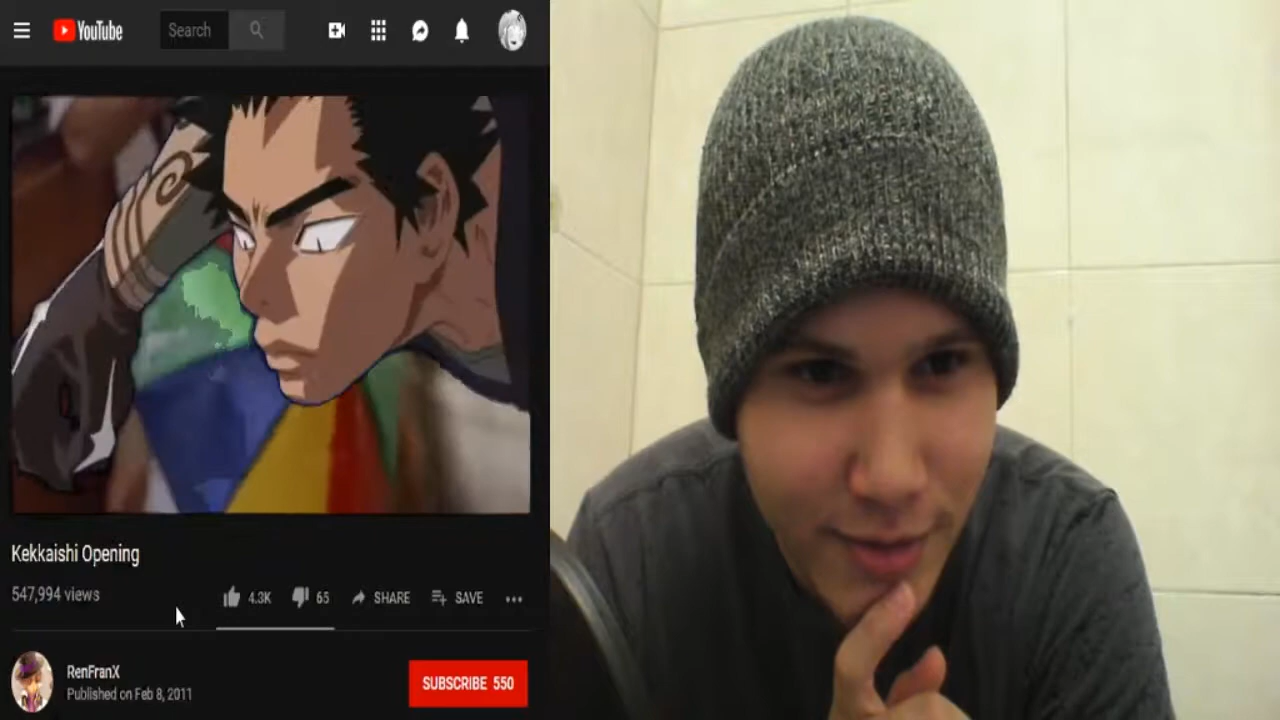 YouTube
Search
Kekkaishi Opening
547,994 views
4.3K
65
SHARE
SAVE
RenFranX
Published on Feb 8, 2011
SUBSCRIBE 550